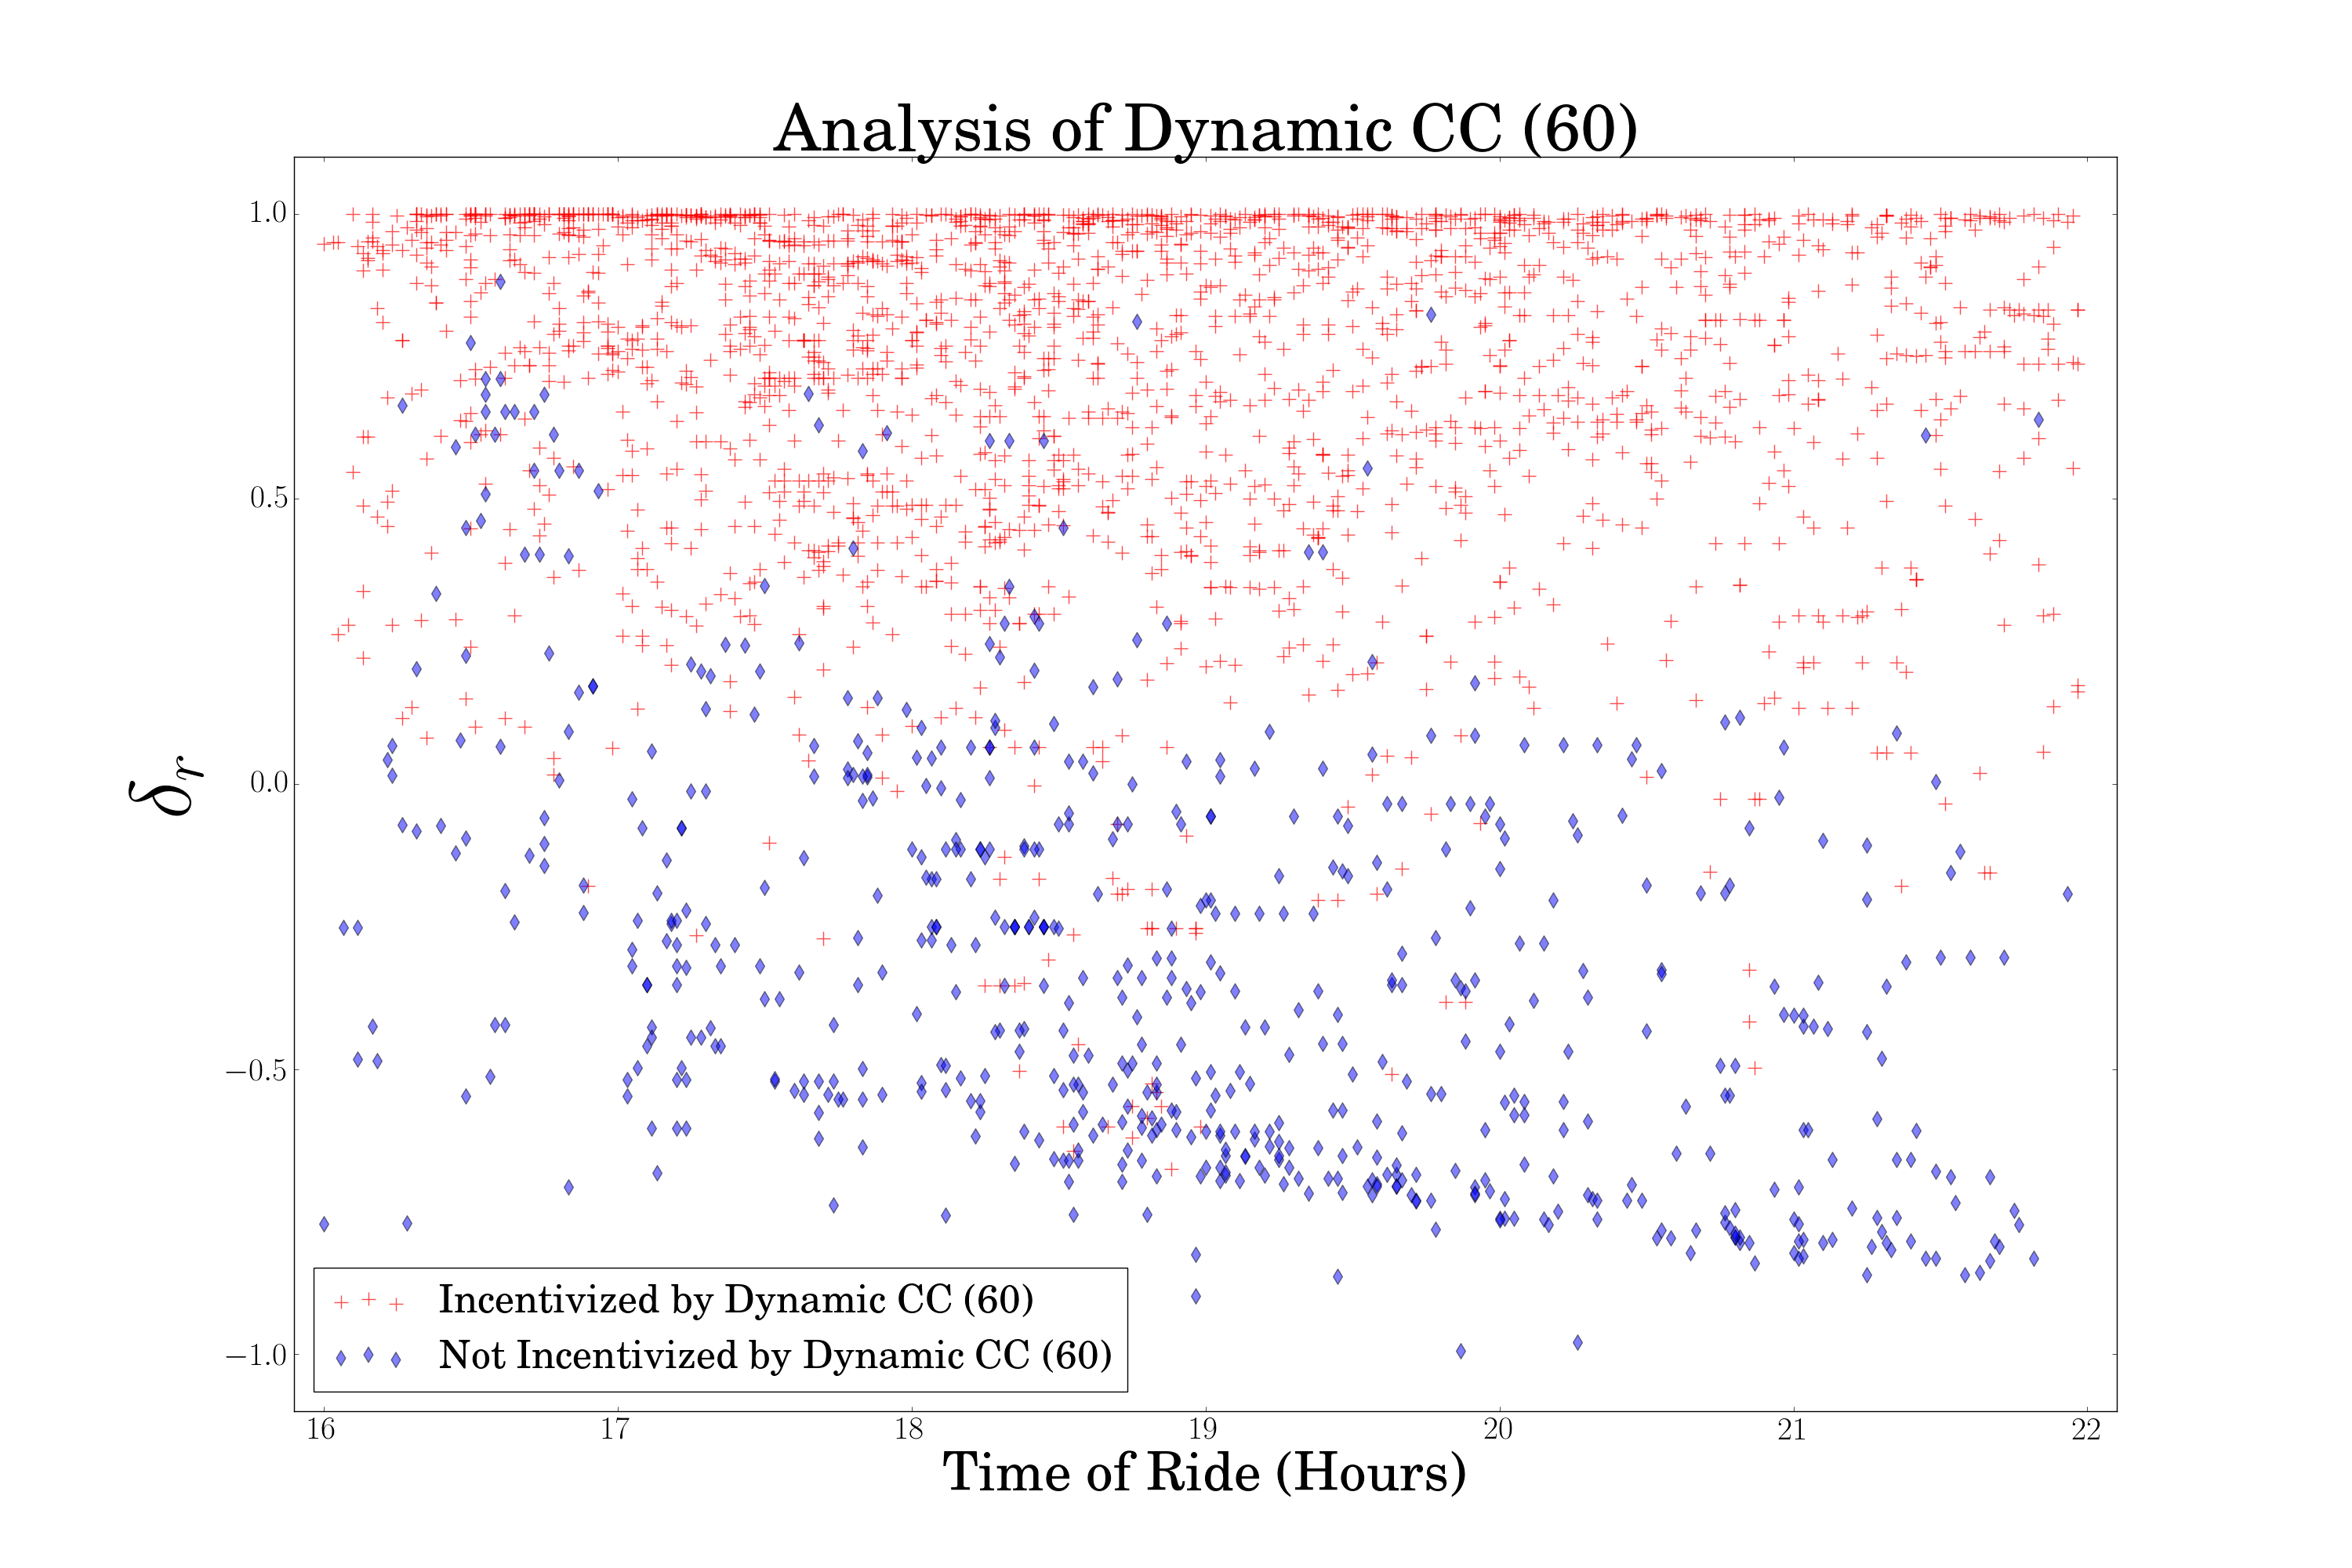 Analysis of Dynamic CC (60)
1.0
0.5
0.0
−0.5
−1.0
δr
Incentivized by Dynamic CC (60)
Not Incentivized by Dynamic CC (60)
16 17 18 19 20 21 22
Time of Ride (Hours)